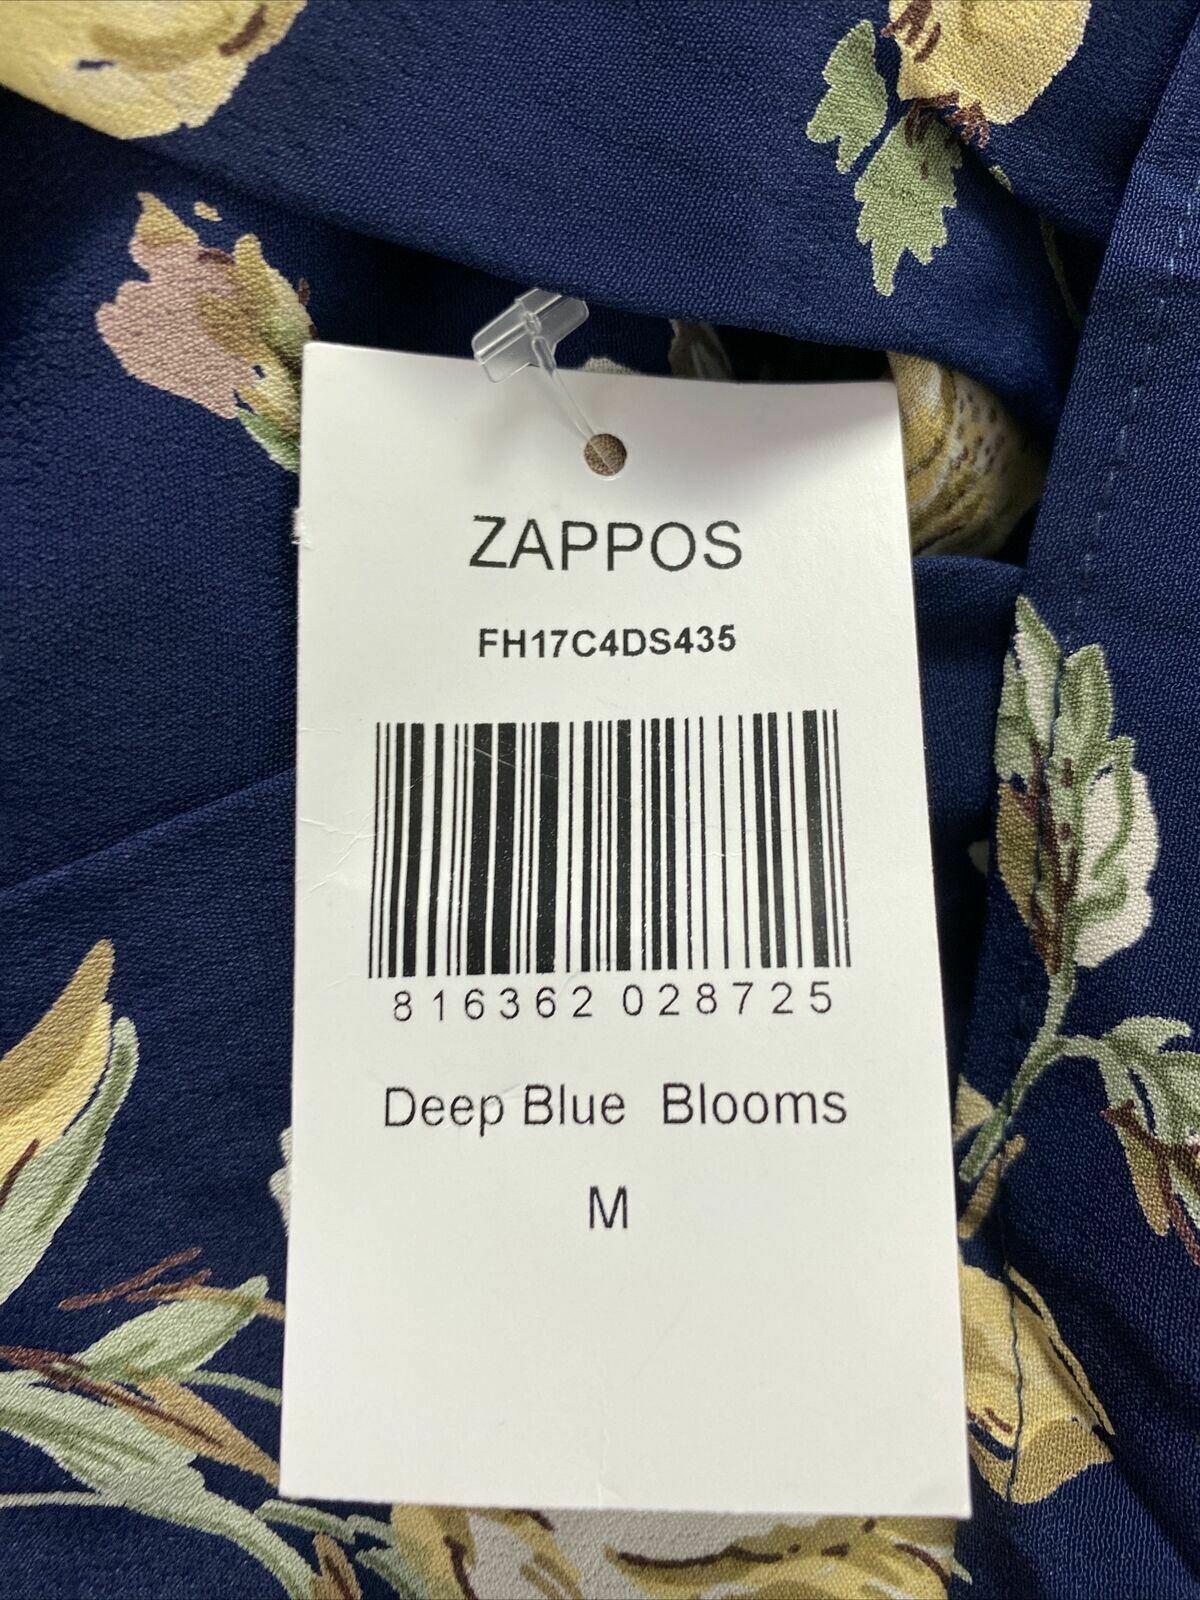 ZAPPOS
FH17C4DS435
816362 028725
Deep Blue Blooms
M